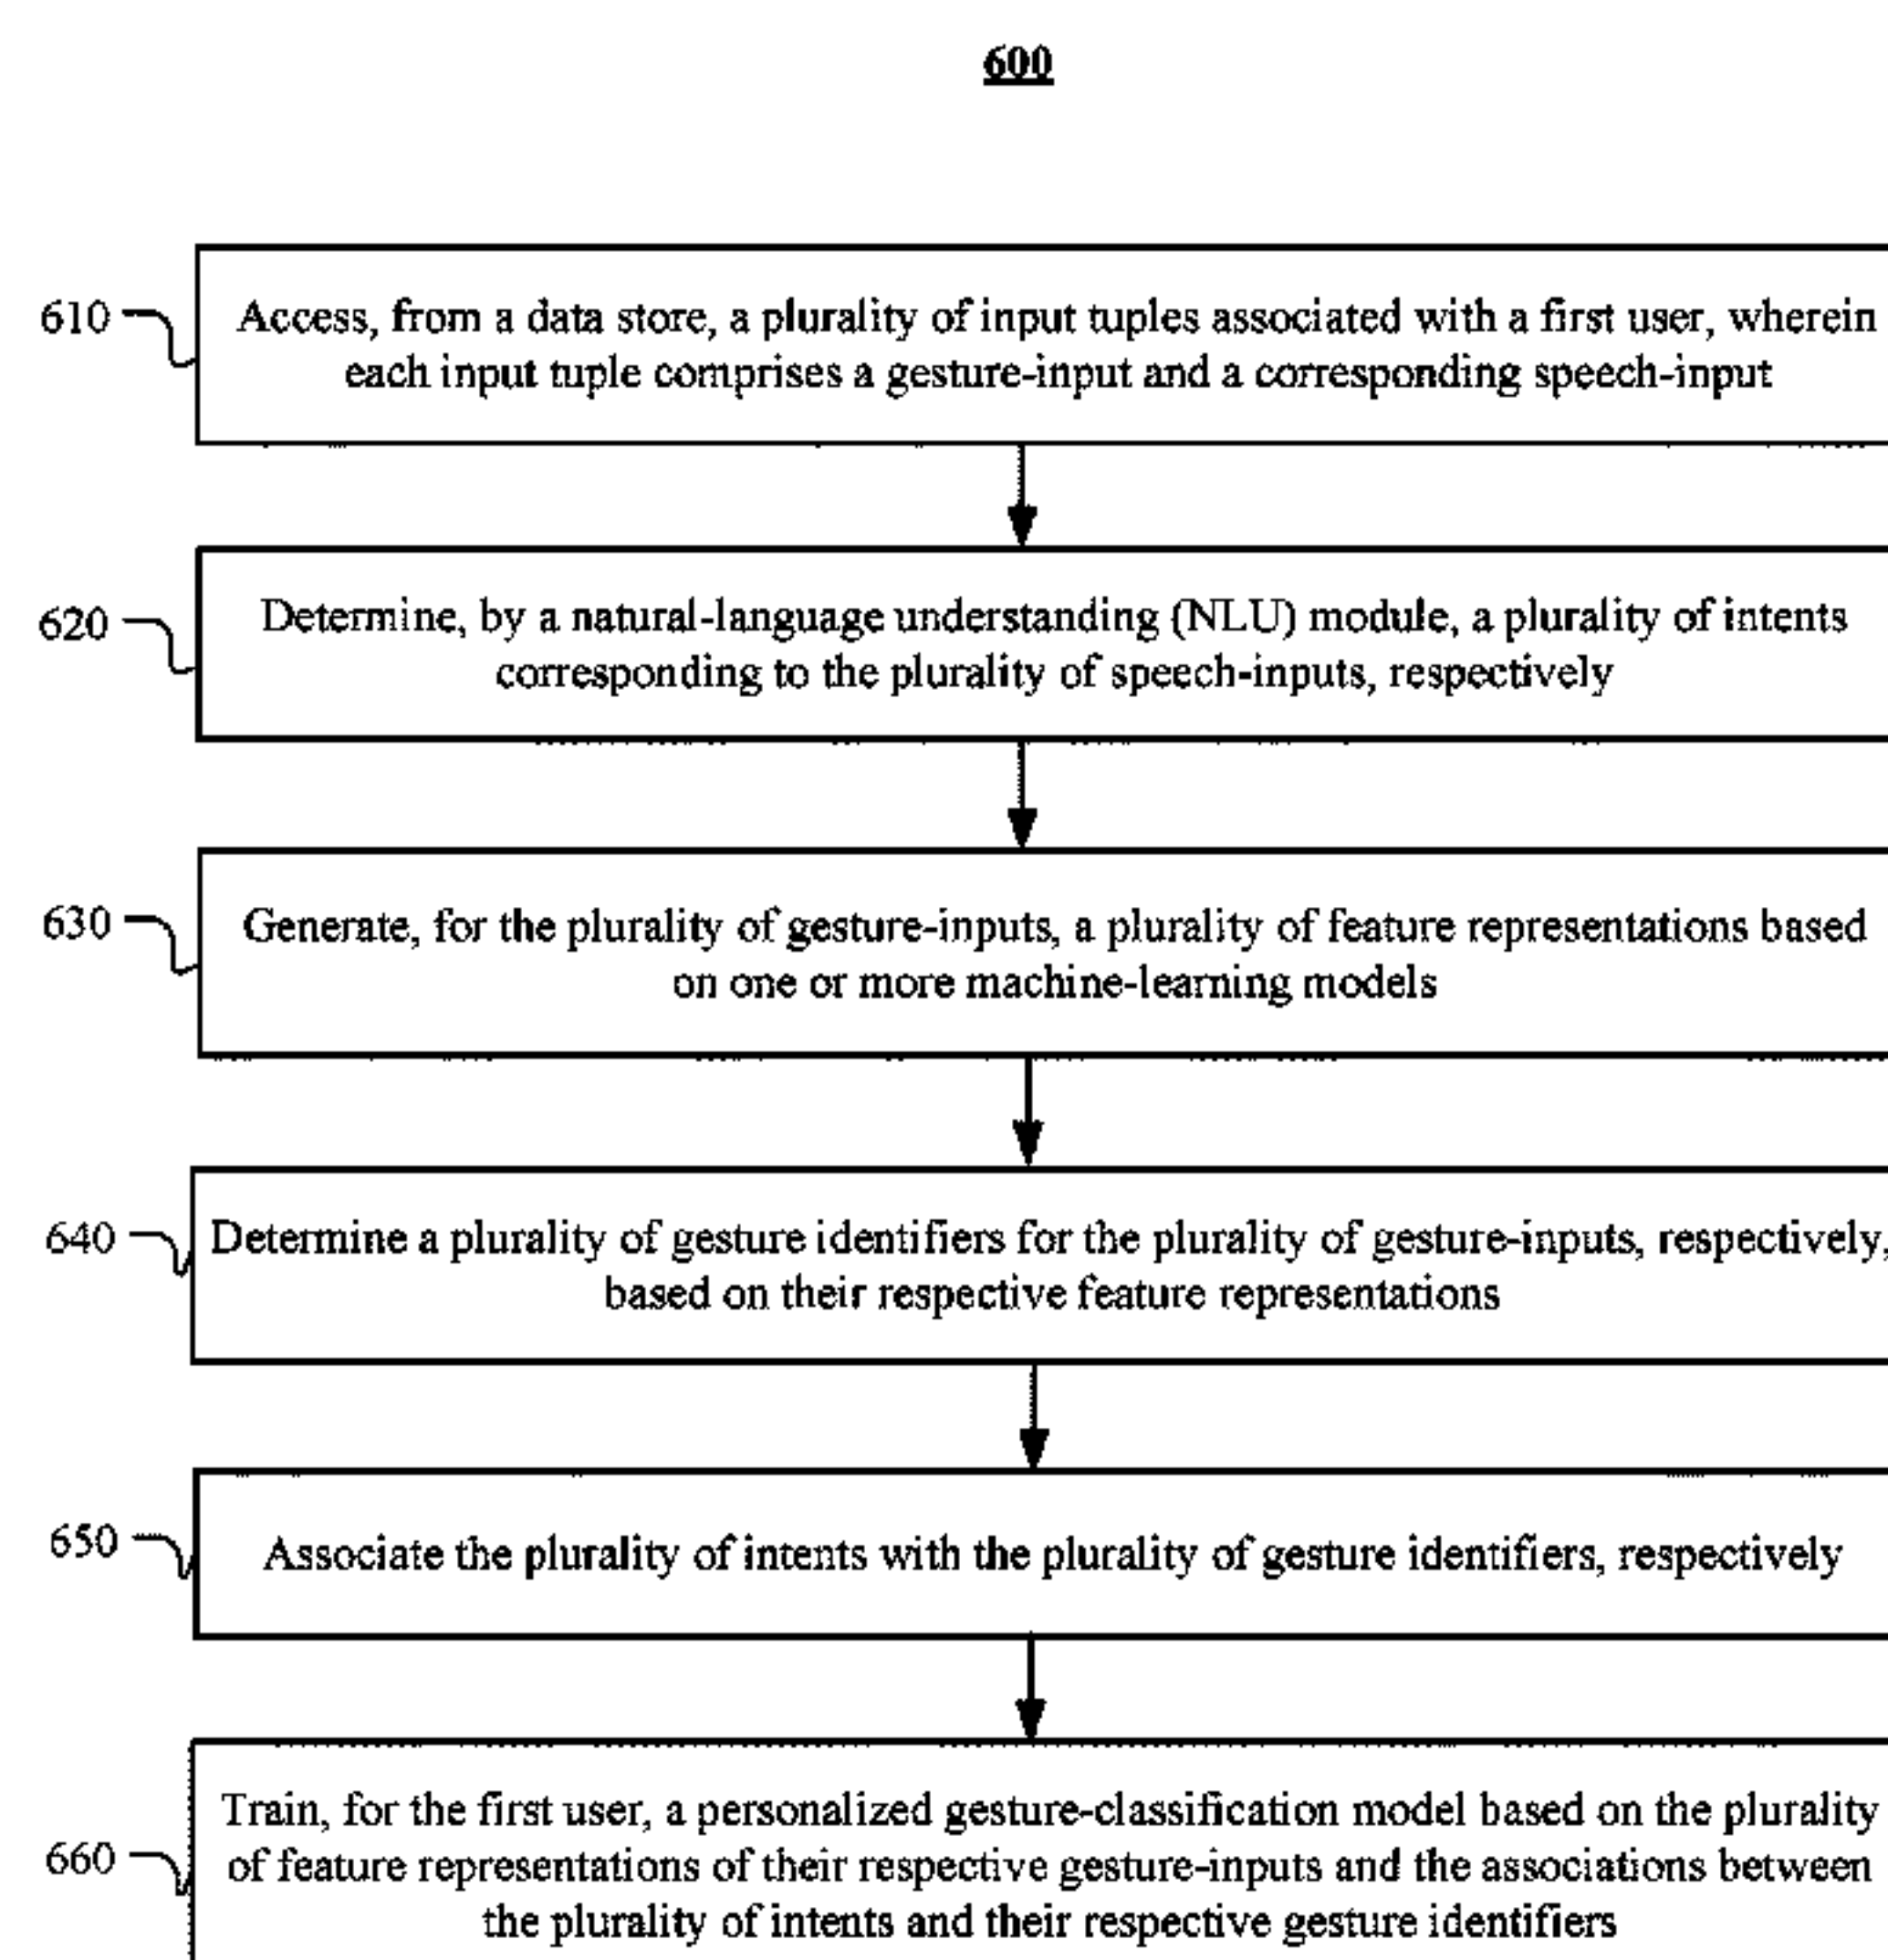 600
610
Access, from a data store, a plurality of input tuples associated with a first user, wherein
each input tuple comprises a gesture-input and a corresponding speech-input
620
Determine, by a natural-language understanding (NLU) module, a plurality of intents
corresponding to the plurality of speech-inputs, respectively
630
Generate, for the plurality of gesture-inputs, a plurality of feature representations based
on one or more machine-learning models
640
Determine a plurality of gesture identifiers for the plurality of gesture-inputs, respectively,
based on their respective feature representations
650
Associate the plurality of intents with the plurality of gesture identifiers, respectively
660
Train, for the first user, a personalized gesture-classification model based on the plurality
of feature representations of their respective gesture-inputs and the associations between
the plurality of intents and their respective gesture identifiers